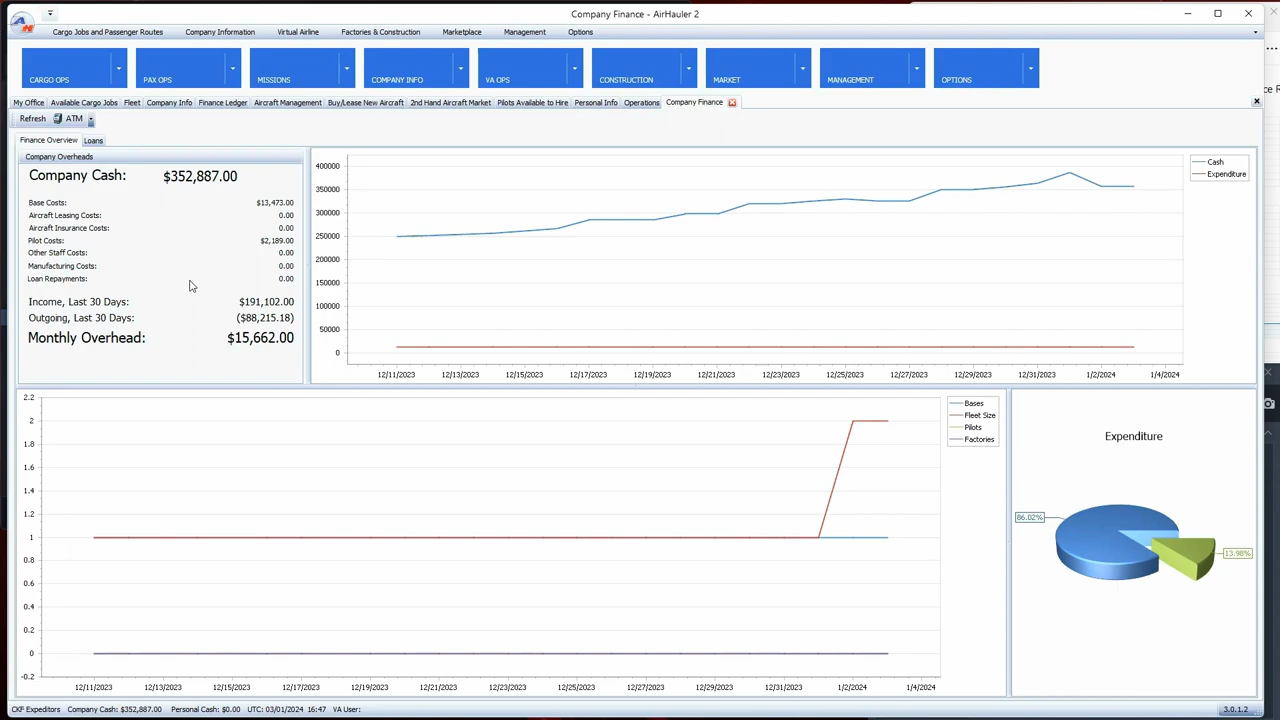 Company Finance - AirHauler 2
Cargo Jobs and Passenger Routes Company Information Virtual Airline Factories & Construction Marketplace Management Options
CARGO OPS PAX OPS MISSIONS COMPANY INFO VA OPS CONSTRUCTION MARKET MANAGEMENT OPTIONS
My Office Available Cargo Jobs Fleet Company Info Finance Ledger Aircraft Management Buy/Lease New Aircraft 2nd Hand Aircraft Market Pilots Available to Hire Personal Info Operations Company Finance
Refresh ATM
Finance Overview Loans
Company Overheads
Company Cash: $352,887.00
Base Costs: $13,473.00
Aircraft Leasing Costs: 0.00
Aircraft Insurance Costs: 0.00
Pilot Costs: $2,189.00
Other Staff Costs: 0.00
Manufacturing Costs: 0.00
Loan Repayments: 0.00
Income, Last 30 Days: $191,102.00
Outgoing, Last 30 Days: ($88,215.18)
Monthly Overhead: $15,662.00
400000
350000
300000
250000
200000
150000
100000
50000
0
12/11/2023 12/13/2023 12/15/2023 12/17/2023 12/19/2023 12/21/2023 12/23/2023 12/25/2023 12/27/2023 12/29/2023 12/31/2023 1/2/2024 1/4/2024
Cash
Expenditure
2.2
2
1.8
1.6
1.4
1.2
1
0.8
0.6
0.4
0.2
0
-0.2
12/11/2023 12/13/2023 12/15/2023 12/17/2023 12/19/2023 12/21/2023 12/23/2023 12/25/2023 12/27/2023 12/29/2023 12/31/2023 1/2/2024 1/4/2024
Bases
Fleet Size
Pilots
Factories
Expenditure
86.02%
13.98%
CKF Expeditors Company Cash: $352,887.00 Personal Cash: $0.00 UTC: 03/01/2024 16:47 VA User:
3.0.1.2